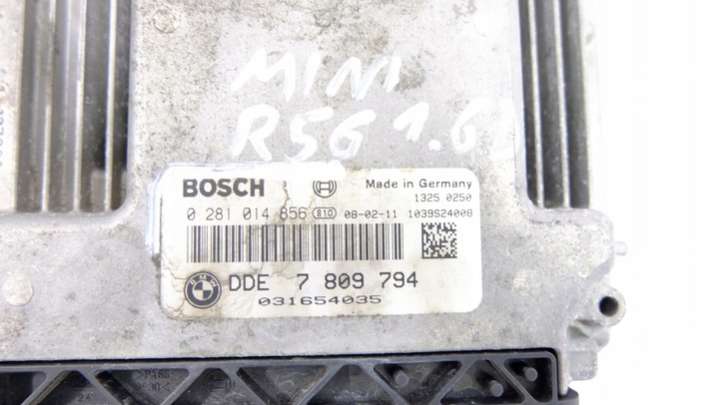 MINI
R56 1.6
BOSCH
Made in Germany
1325 0250
0 281 014 856 810 08-02-11 1039S24008
DDE 7 809 794
031654035